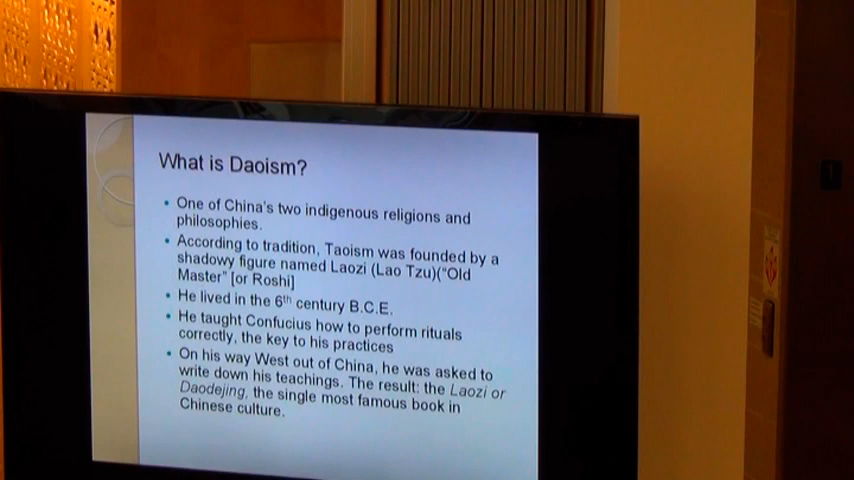 What is Daoism?
• One of China's two indigenous religions and
philosophies.
• According to tradition, Taoism was founded by a
shadowy figure named Laozi (Lao Tzu)("Old
Master" [or Roshi]
• He lived in the 6th century B.C.E.
• He taught Confucius how to perform rituals
correctly, the key to his practices
• On his way West out of China, he was asked to
write down his teachings. The result: the Laozi or
Daodejing, the single most famous book in
Chinese culture.
1